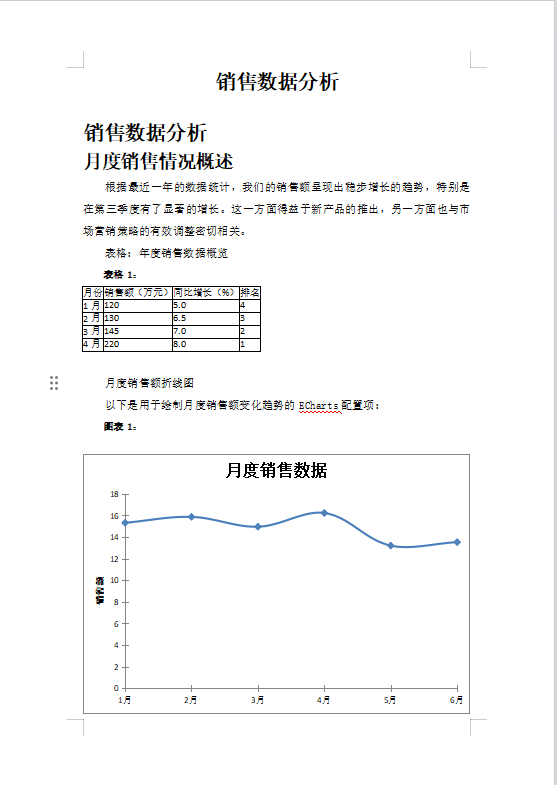 销售数据分析
销售数据分析
月度销售情况概述
根据最近一年的数据统计，我们的销售额呈现出稳步增长的趋势，特别是
在第三季度有了显著的增长。这一方面得益于新产品的推出，另一方面也与市
场营销策略的有效调整密切相关。
表格：年度销售数据概览
表格 1：
月份 销售额（万元） 同比增长（%） 排名
1 月 120 5.0 4
2 月 130 6.5 3
3 月 145 7.0 2
4 月 220 8.0 1
月度销售额折线图
以下是用于绘制月度销售额变化趋势的 ECharts 配置项：
图表 1：
月度销售数据
18
16
14
12
10
8
6
4
2
0
销售额
1月 2月 3月 4月 5月 6月